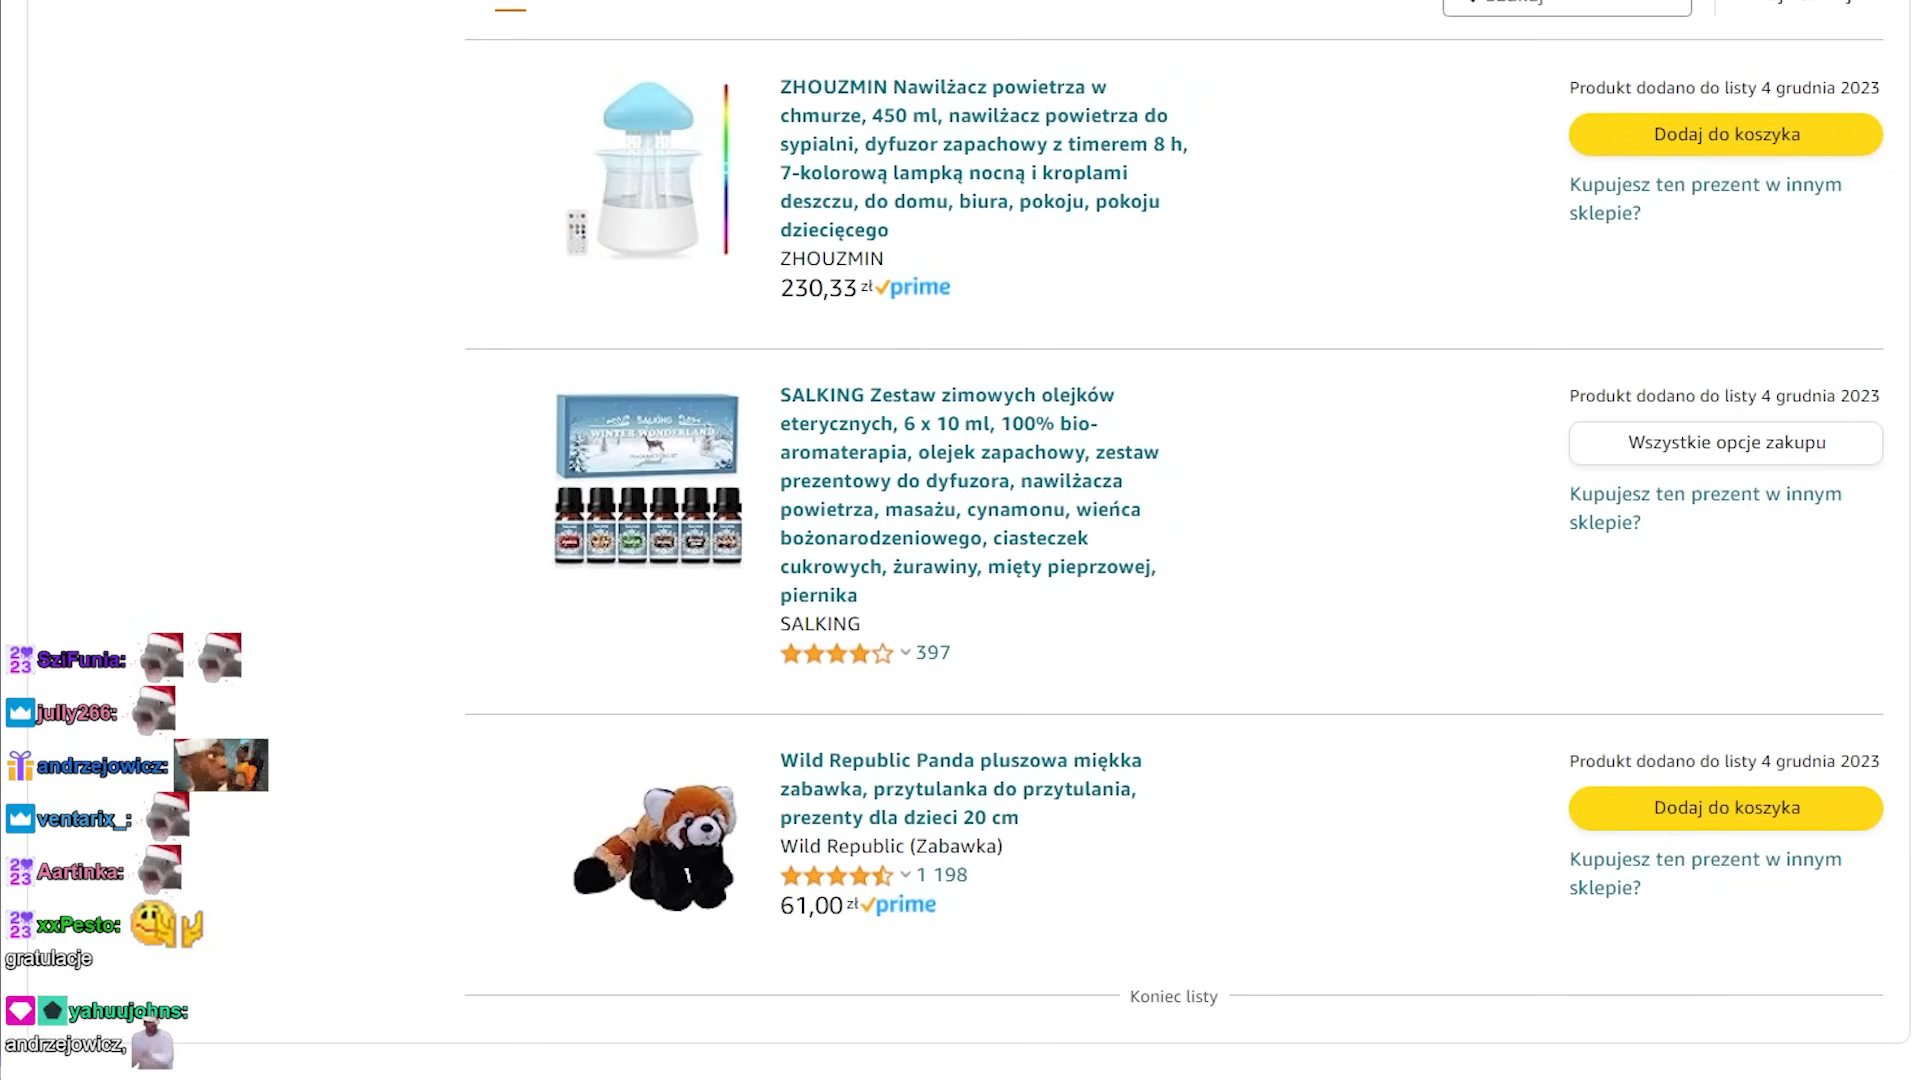 ZHOUZMIN Nawilżacz powietrza w
chmurze, 450 ml, nawilżacz powietrza do
sypialni, dyfuzor zapachowy z timerem 8 h,
7-kolorową lampką nocną i kroplami
deszczu, do domu, biura, pokoju, pokoju
dziecięcego
ZHOUZMIN
230,33 zł prime
Produkt dodano do listy 4 grudnia 2023
Dodaj do koszyka
Kupujesz ten prezent w innym
sklepie?
SALKING
WINTER WONDERLAND
SALKING Zestaw zimowych olejków
eterycznych, 6 x 10 ml, 100% bio-
aromaterapia, olejek zapachowy, zestaw
prezentowy do dyfuzora, nawilżacza
powietrza, masażu, cynamonu, wieńca
bożonarodzeniowego, ciasteczek
cukrowych, żurawiny, mięty pieprzowej,
piernika
SALKING
397
Produkt dodano do listy 4 grudnia 2023
Wszystkie opcje zakupu
Kupujesz ten prezent w innym
sklepie?
Wild Republic Panda pluszowa miękka
zabawka, przytulanka do przytulania,
prezenty dla dzieci 20 cm
Wild Republic (Zabawka)
1 198
61,00 zł prime
Produkt dodano do listy 4 grudnia 2023
Dodaj do koszyka
Kupujesz ten prezent w innym
sklepie?
Koniec listy
2023 SziFunia:
jully266:
andrzejowicz:
ventarix_:
2023 Aartinka:
2023 xxPesto:
gratulacje
yahuujohns:
andrzejowicz,